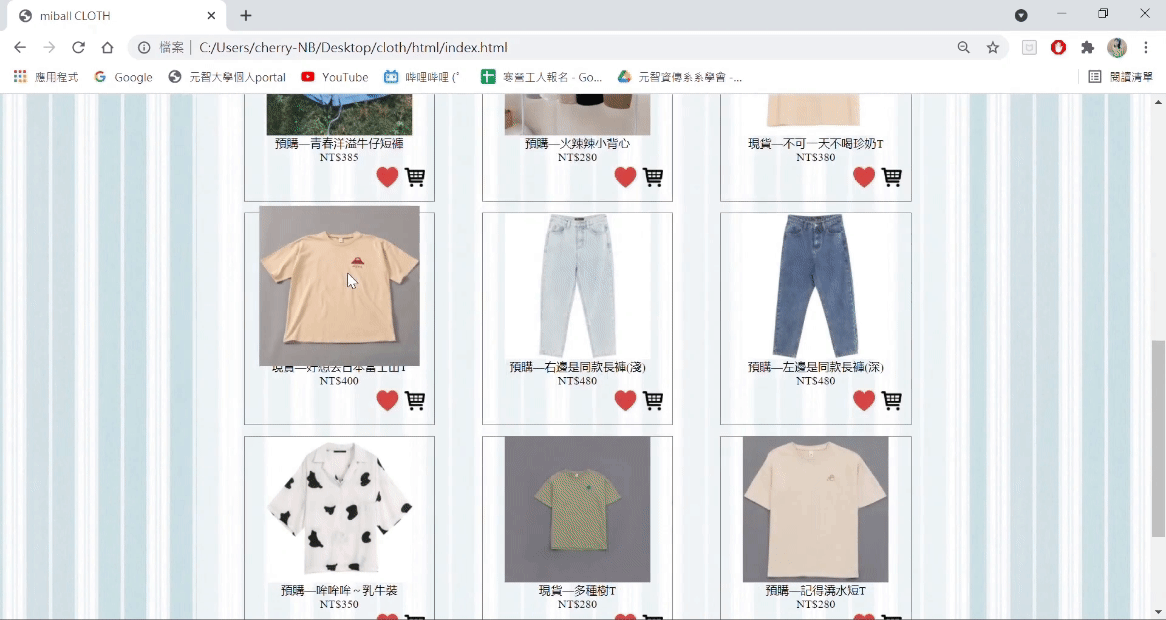 miball CLOTH
檔案 | C:/Users/cherry-NB/Desktop/cloth/html/index.html
應用程式 Google 元智大學個人portal YouTube 嗶哩嗶哩 (゜ 寒營工人報名 - Go... 元智資傳系系學會 -... 閱讀清單
預購—青春洋溢牛仔短褲
NT$385
預購—火辣辣小背心
NT$280
現貨—不可一天不喝珍奶T
NT$380
現貨—好想去日本富士山T
NT$400
預購—右邊是同款長褲(淺)
NT$480
預購—左邊是同款長褲(深)
NT$480
預購—哞哞哞～乳牛裝
NT$350
現貨—多種樹T
NT$280
預購—記得澆水短T
NT$280